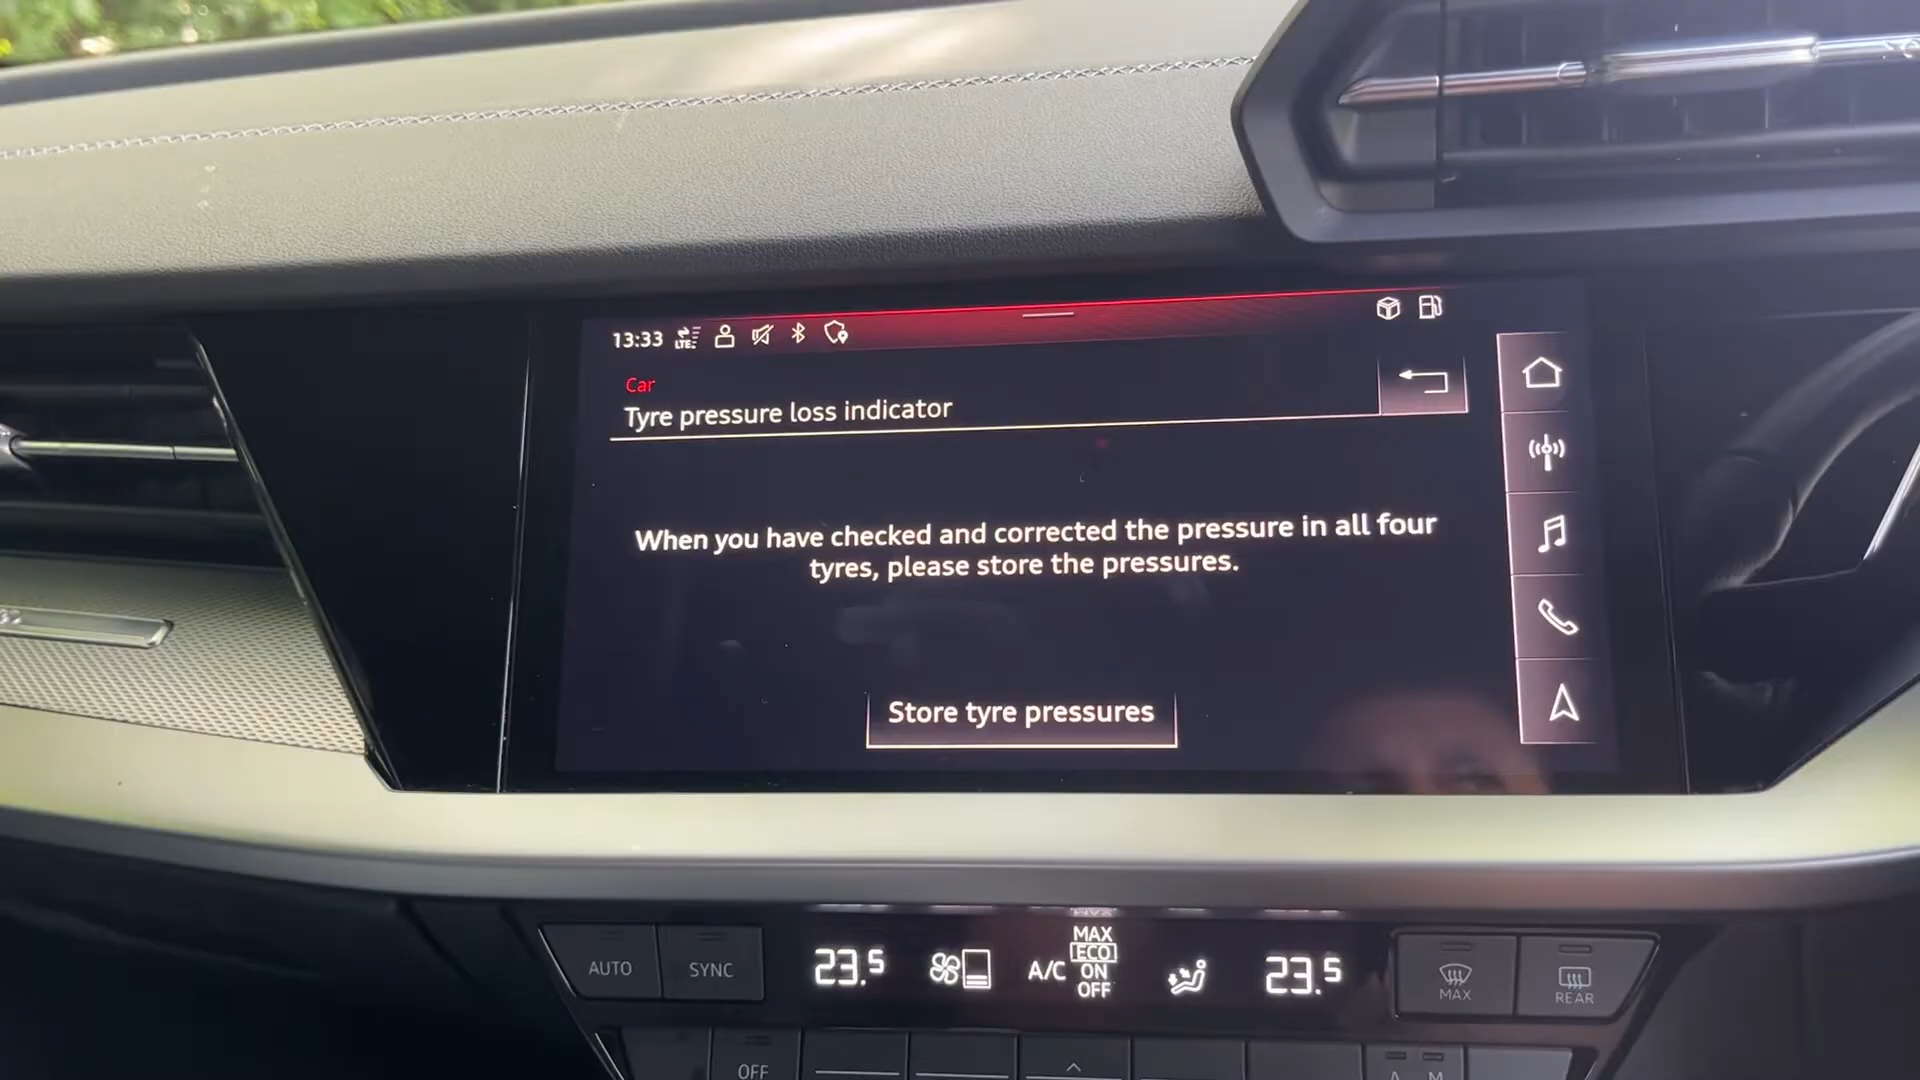 13:33 LTE
Car
Tyre pressure loss indicator
When you have checked and corrected the pressure in all four
tyres, please store the pressures.
Store tyre pressures
AUTO SYNC 23.5 A/C MAX ECO ON OFF 23.5 MAX REAR
OFF A M